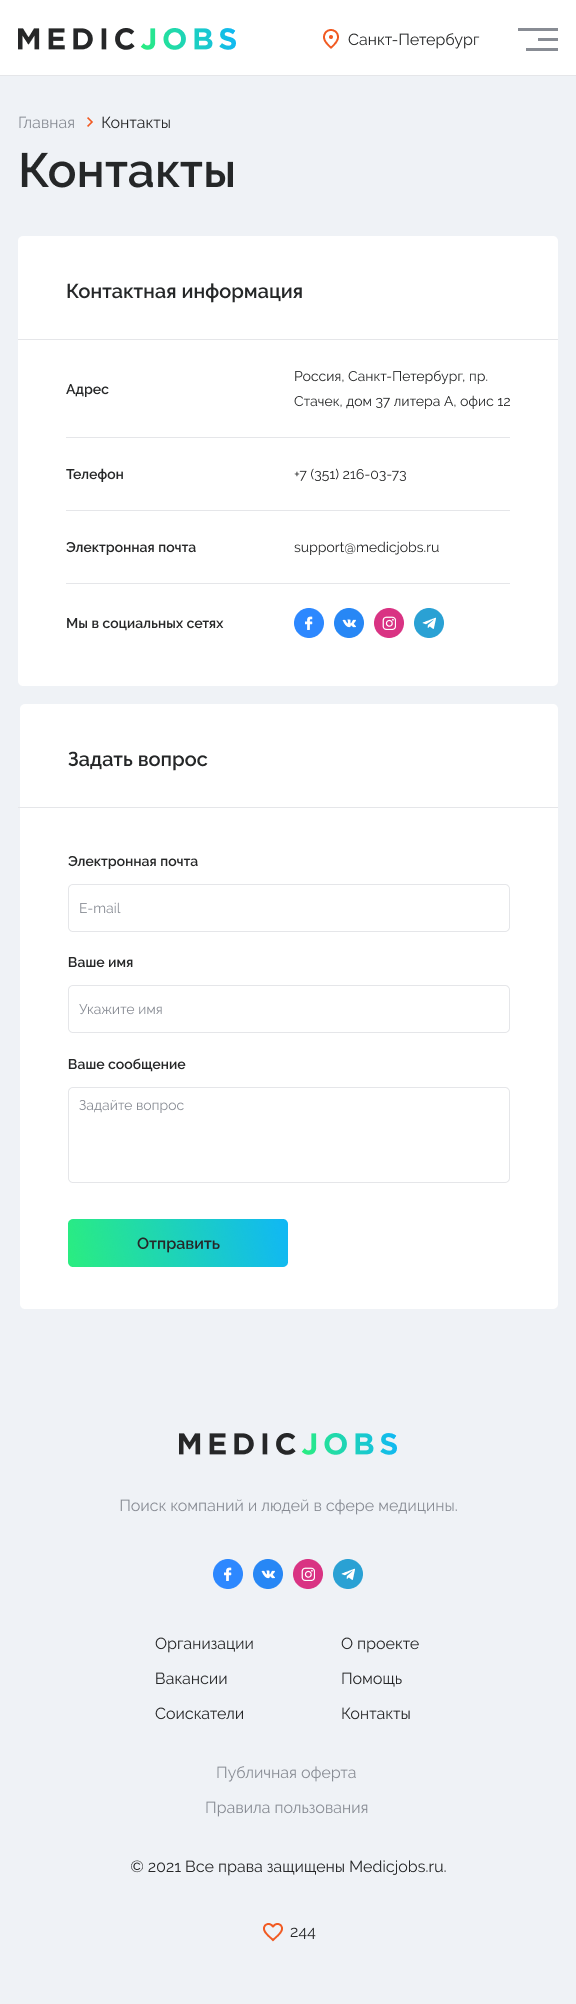 MEDICJOBS
Санкт-Петербург
Главная
Контакты
Контакты
Контактная информация
Адрес
Россия, Санкт-Петербург, пр.
Стачек, дом 37 литера А, офис 12
Телефон
+7 (351) 216-03-73
Электронная почта
support@medicjobs.ru
Мы в социальных сетях
Задать вопрос
Электронная почта
E-mail
Ваше имя
Укажите имя
Ваше сообщение
Задайте вопрос
Отправить
MEDICJOBS
Поиск компаний и людей в сфере медицины.
Организации
О проекте
Вакансии
Помощь
Соискатели
Контакты
Публичная оферта
Правила пользования
© 2021 Все права защищены Medicjobs.ru.
244